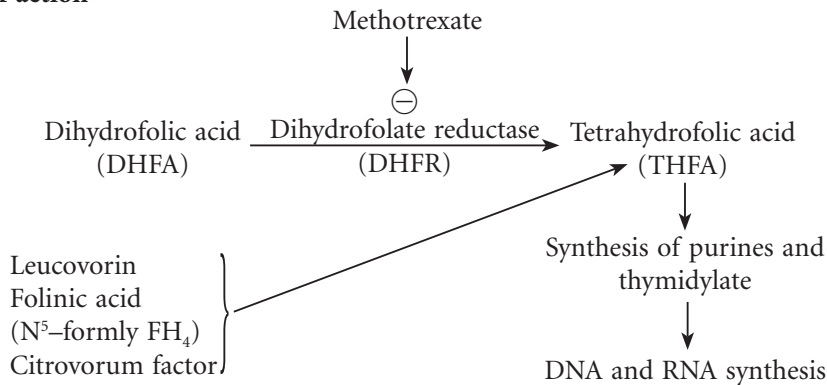 Methotrexate
Dihydrofolic acid
(DHFA)
Dihydrofolate reductase
(DHFR)
Tetrahydrofolic acid
(THFA)
Synthesis of purines and
thymidylate
DNA and RNA synthesis
Leucovorin
Folinic acid
(N⁵–formly FH₄)
Citrovorum factor